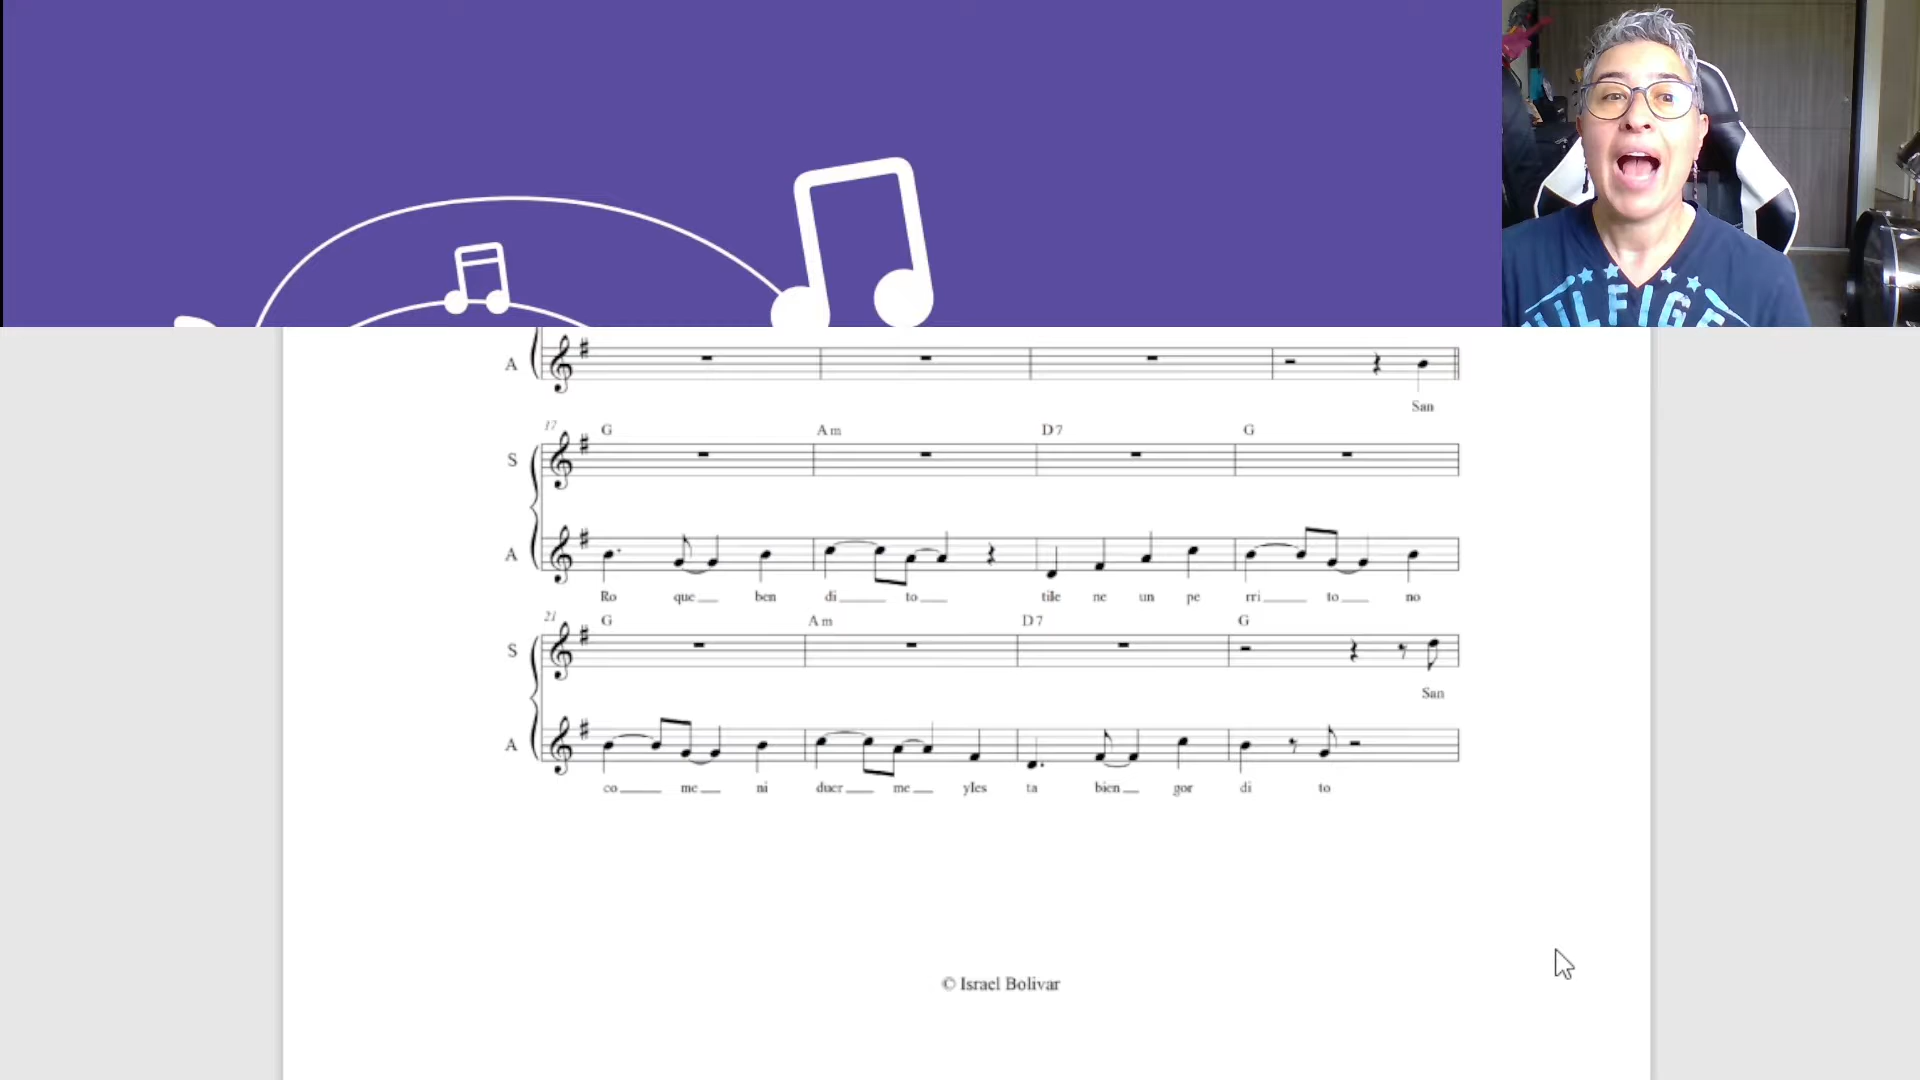 HILFIGE
A
San
17 G Am D7 G
S
A
Ro que ben di to tile ne un pe rri to no
21 G Am D7 G
S
San
A
co me ni duer me yles ta bien gor di to
© Israel Bolivar